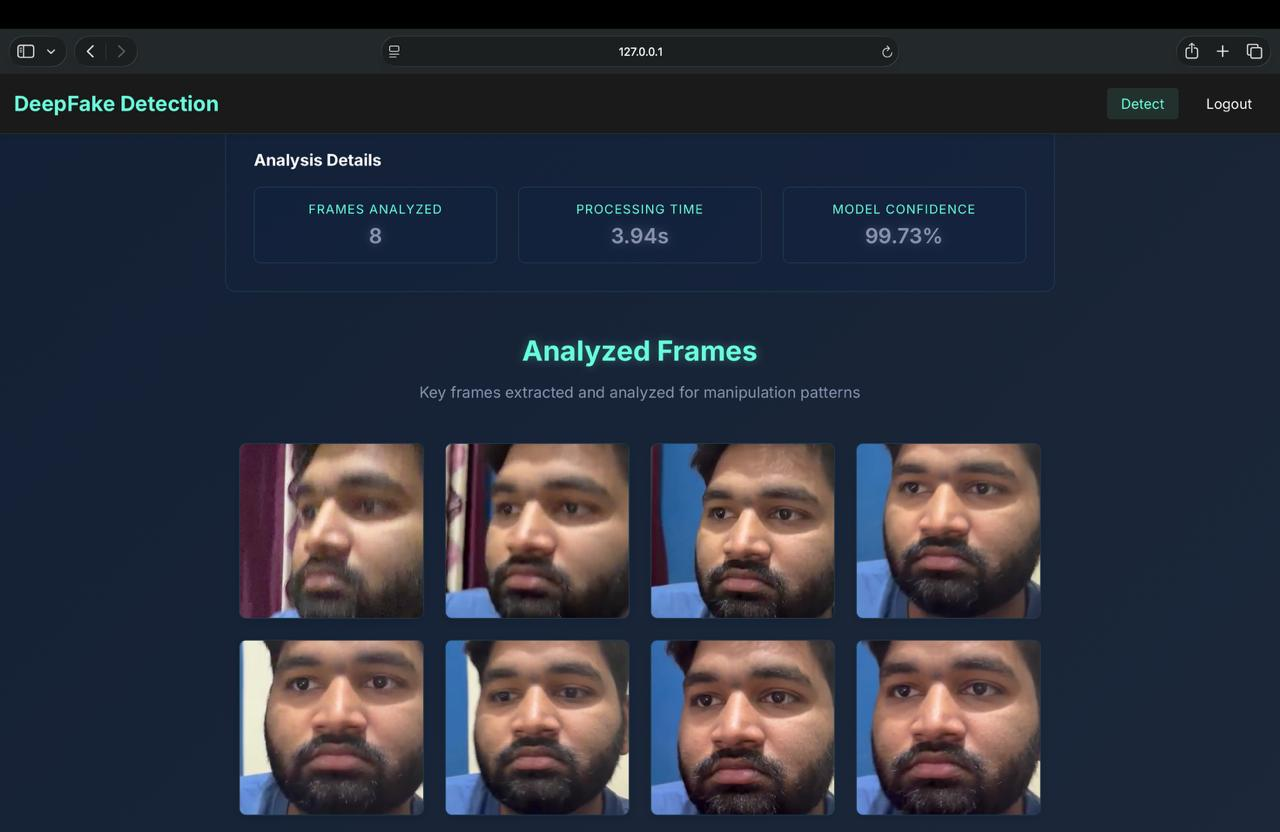 127.0.0.1
DeepFake Detection
Detect
Logout
Analysis Details
FRAMES ANALYZED
8
PROCESSING TIME
3.94s
MODEL CONFIDENCE
99.73%
Analyzed Frames
Key frames extracted and analyzed for manipulation patterns